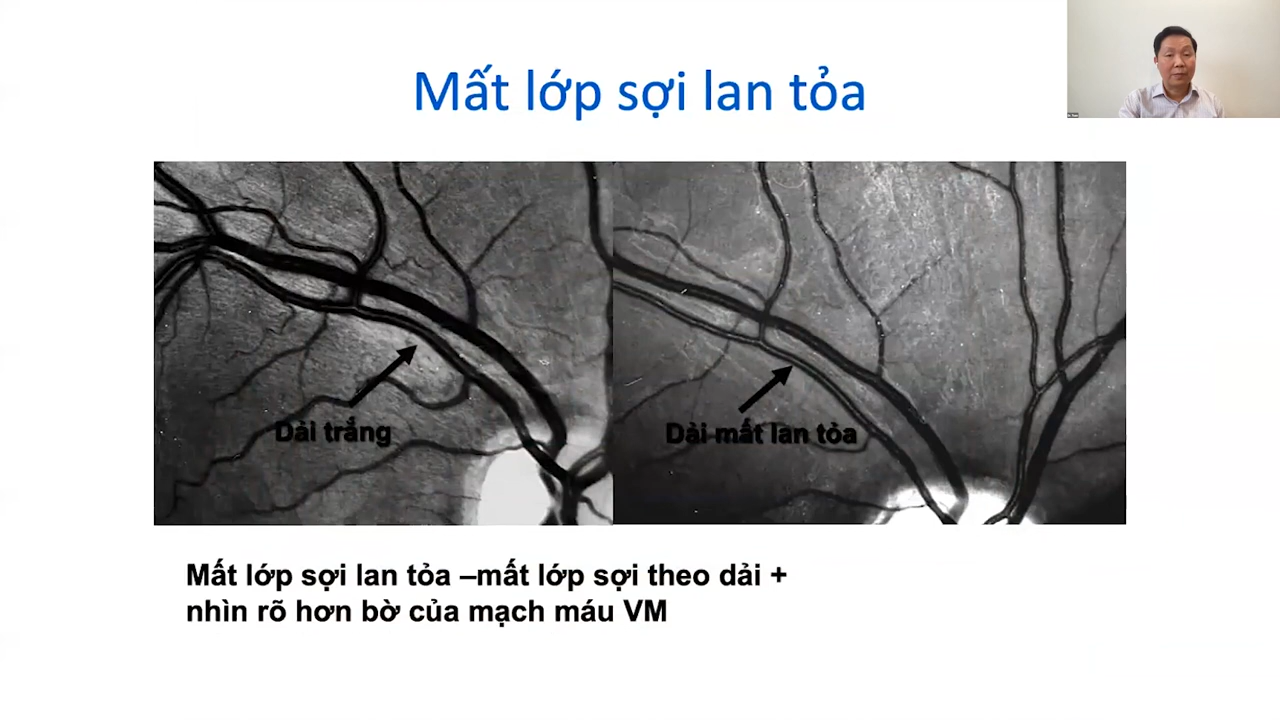 Mất lớp sợi lan tỏa
Dải trắng
Dải mất lan tỏa
Mất lớp sợi lan tỏa –mất lớp sợi theo dải +
nhìn rõ hơn bờ của mạch máu VM